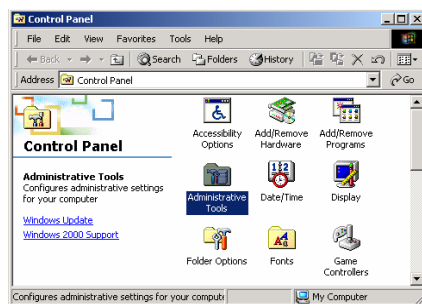 Control Panel
File Edit View Favorites Tools Help
Back Search Folders History
Address Control Panel Go
Control Panel
Administrative Tools
Configures administrative settings
for your computer
Windows Update
Windows 2000 Support
Accessibility
Options
Add/Remove
Hardware
Add/Remove
Programs
Administrative
Tools
Date/Time
Display
Folder Options
Fonts
Game
Controllers
Configures administrative settings for your compute
My Computer